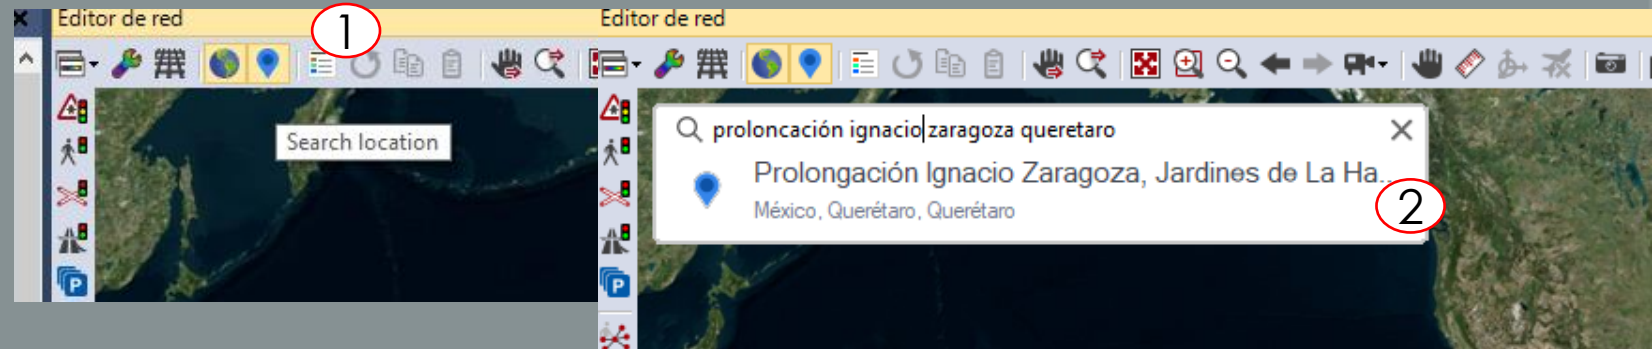 Editor de red
1
Search location
Editor de red
proloncación ignacio zaragoza queretaro
Prolongación Ignacio Zaragoza, Jardines de La Ha...
México, Querétaro, Querétaro
2
P
P